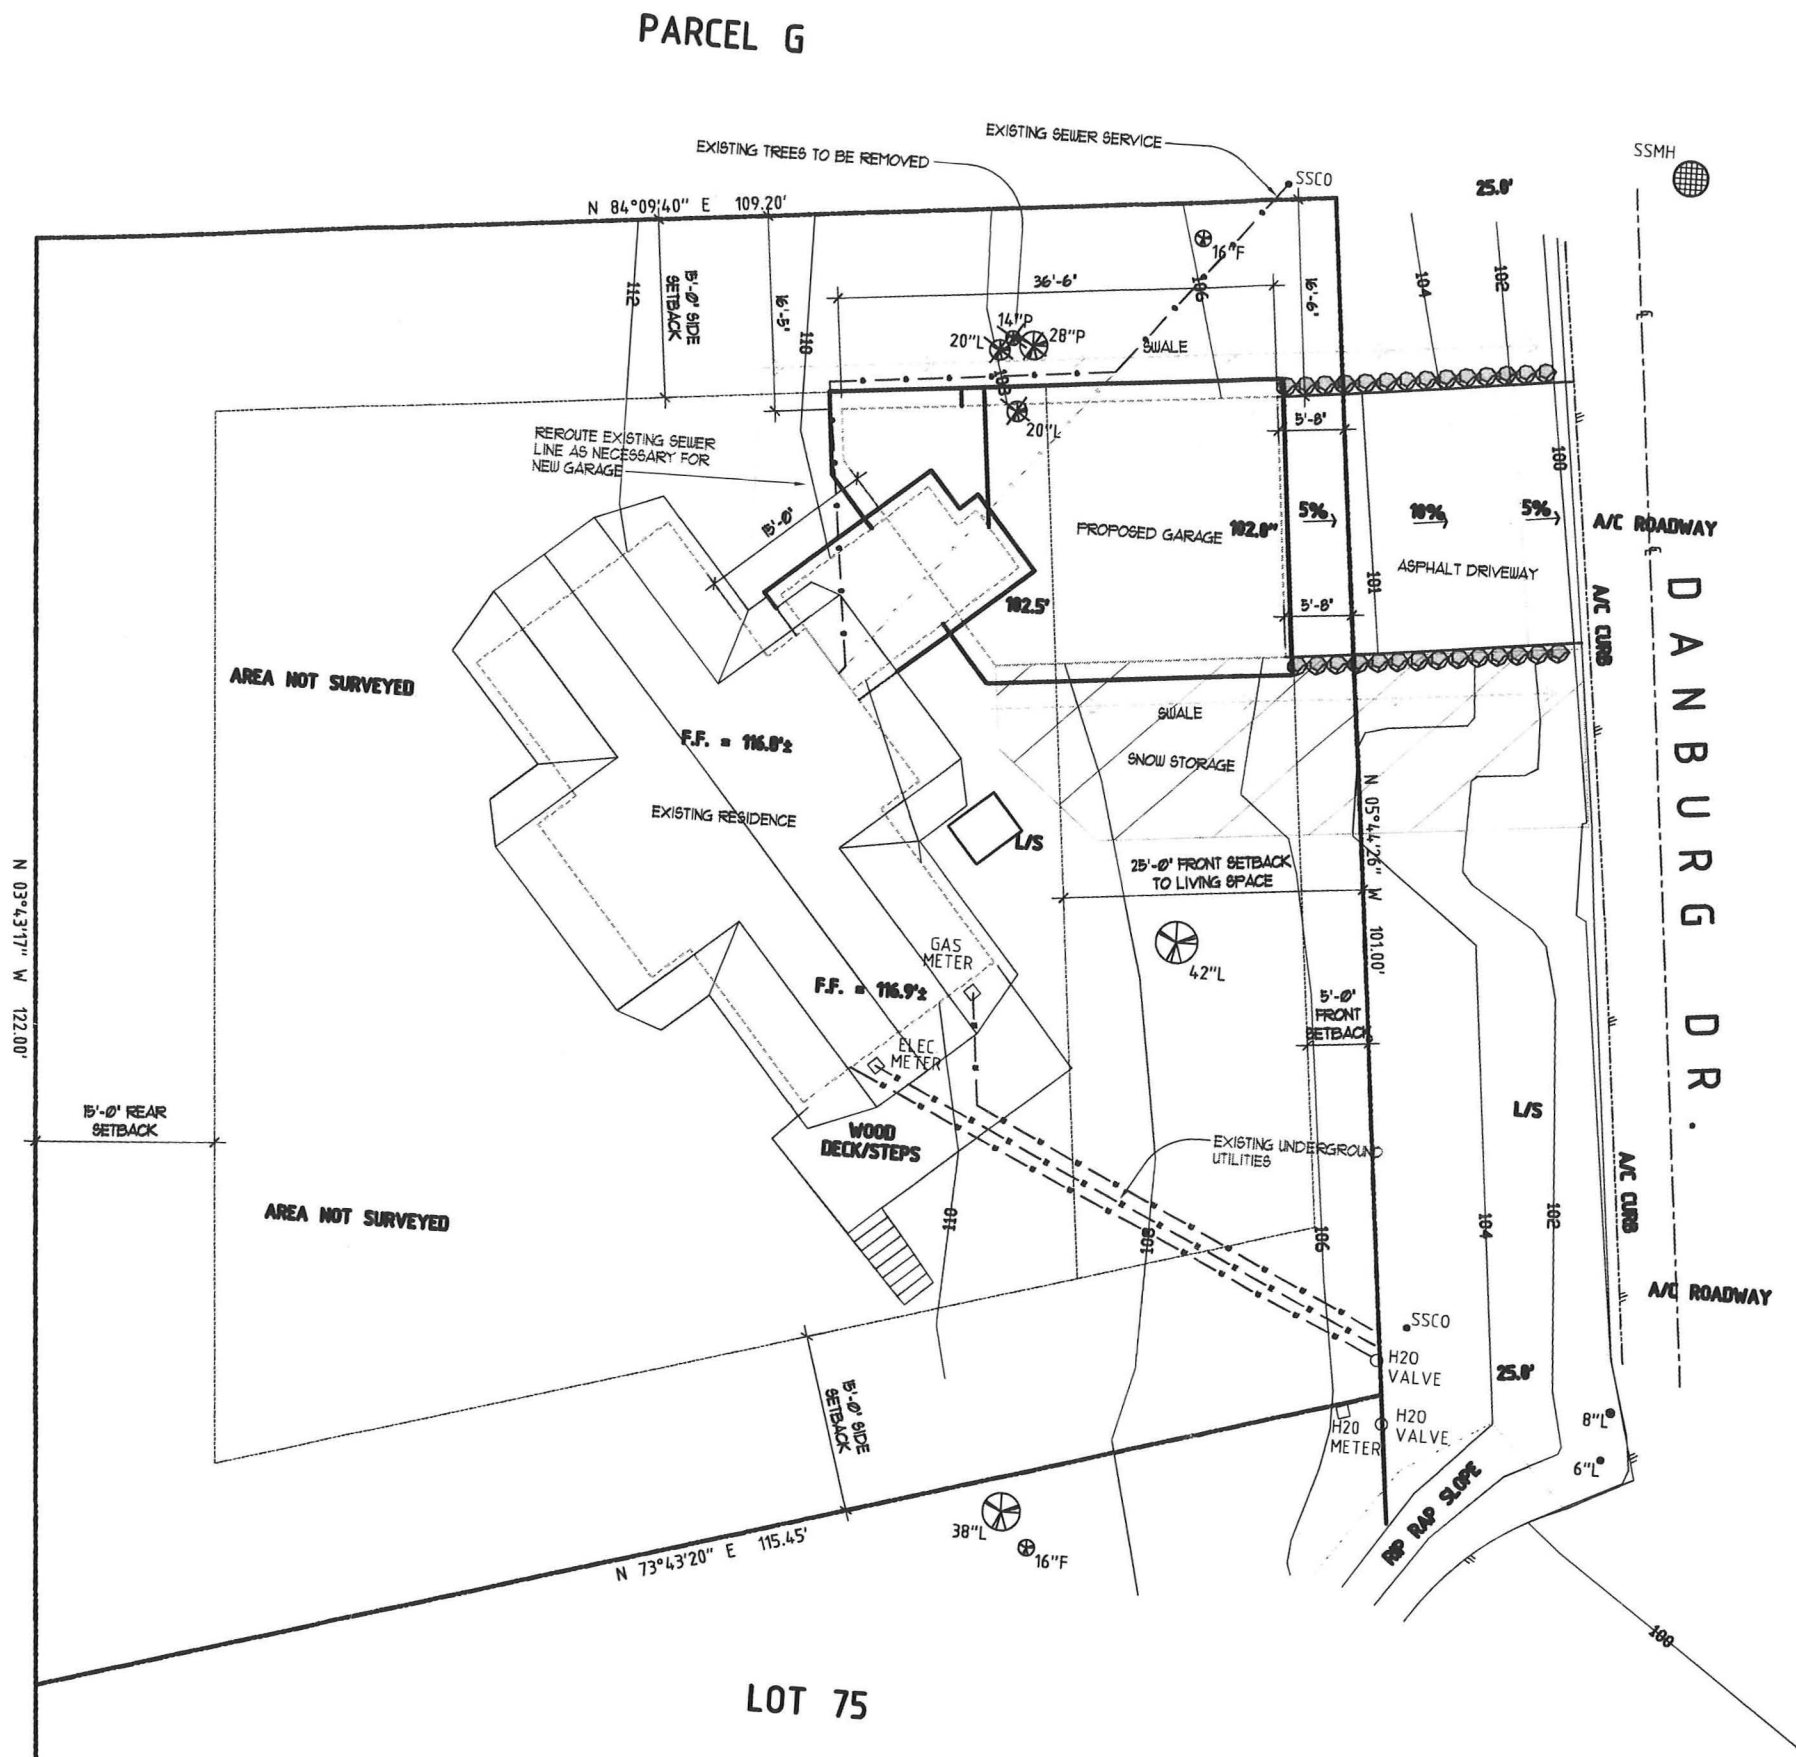 PARCEL G
EXISTING SEWER SERVICE
EXISTING TREES TO BE REMOVED
SSMH
SSCO
25.0'
N 84°09'40" E 109.20'
16"F
112
15'-0" SIDE
SETBACK
16'-5"
110
36'-6"
106
16'-6"
104
102
14"P
20"L
28"P
SWALE
108
20"L
REROUTE EXISTING SEWER
LINE AS NECESSARY FOR
NEW GARAGE
15'-0"
5'-8"
100
PROPOSED GARAGE 102.0"
5%
10%
5%
A/C ROADWAY
ASPHALT DRIVEWAY
101
102.5'
5'-8"
A/C CURB
DANBURG DR.
AREA NOT SURVEYED
F.F. = 116.8'±
SWALE
SNOW STORAGE
EXISTING RESIDENCE
L/S
N 05°44'26" W 101.00'
25'-0" FRONT SETBACK
TO LIVING SPACE
N 03°43'17" W 122.00'
GAS
METER
42"L
F.F. = 116.9'±
5'-0"
FRONT
SETBACK
ELEC
METER
15'-0" REAR
SETBACK
WOOD
DECK/STEPS
L/S
EXISTING UNDERGROUND
UTILITIES
A/C CURB
AREA NOT SURVEYED
110
108
106
104
102
A/C ROADWAY
SSCO
H2O
VALVE
25.0'
15'-0" SIDE
SETBACK
H2O
METER
H2O
VALVE
8"L
6"L
RIP RAP SLOPE
38"L
16"F
N 73°43'20" E 115.45'
100
LOT 75